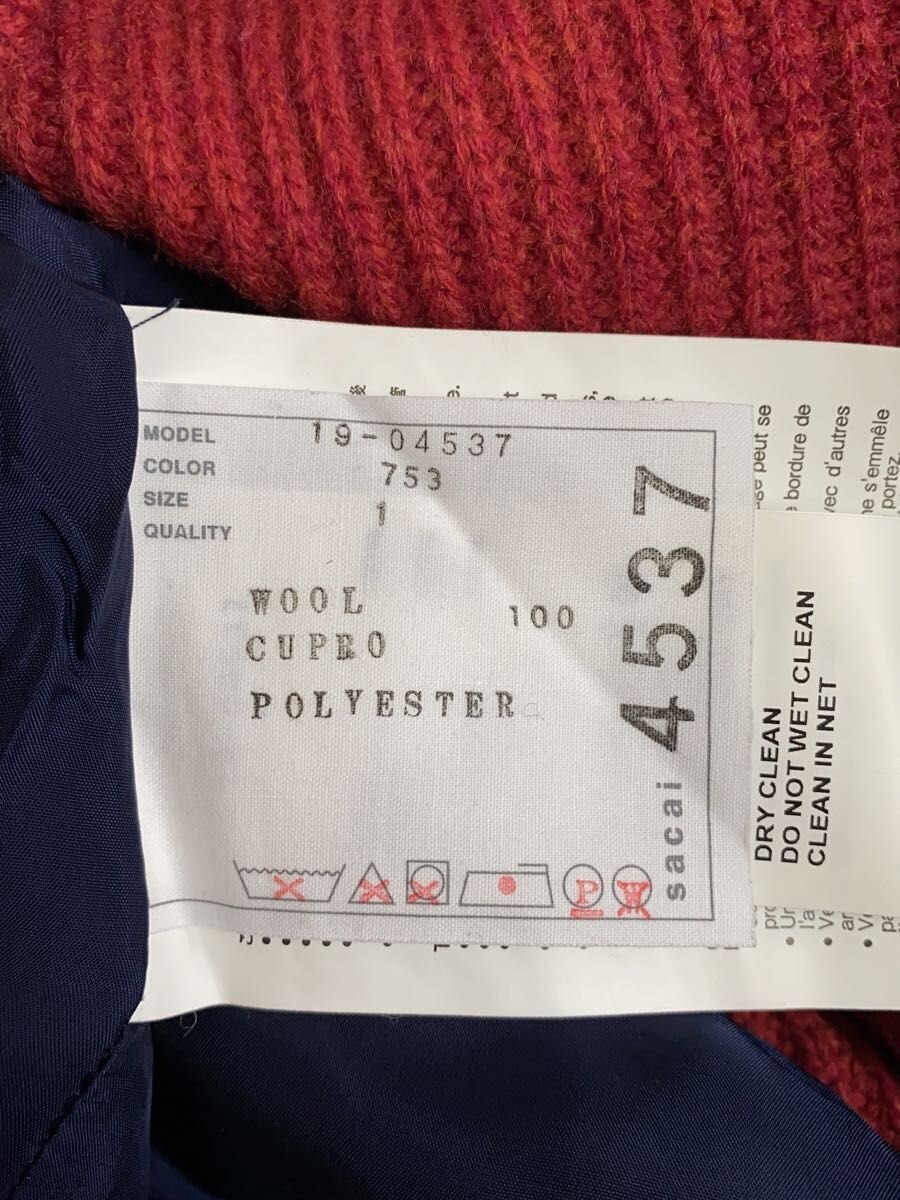 MODEL 19-04537
COLOR 753
SIZE 1
QUALITY
WOOL 100
CUPRO
POLYESTER
P
sacai 4537
DRY CLEAN
DO NOT WET CLEAN
CLEAN IN NET
peut se
bordure de
d'autres
s'emmêle
portez